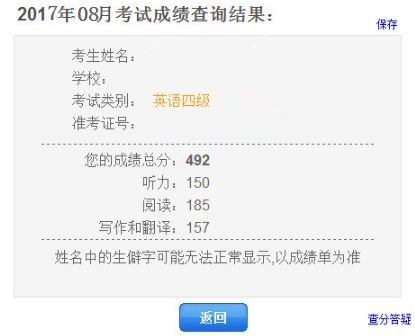 2017年08月考试成绩查询结果：
保存
考生姓名：
学校：
考试类别： 英语四级
准考证号：
您的成绩总分：492
听力：150
阅读：185
写作和翻译：157
姓名中的生僻字可能无法正常显示,以成绩单为准
返回
查分答疑